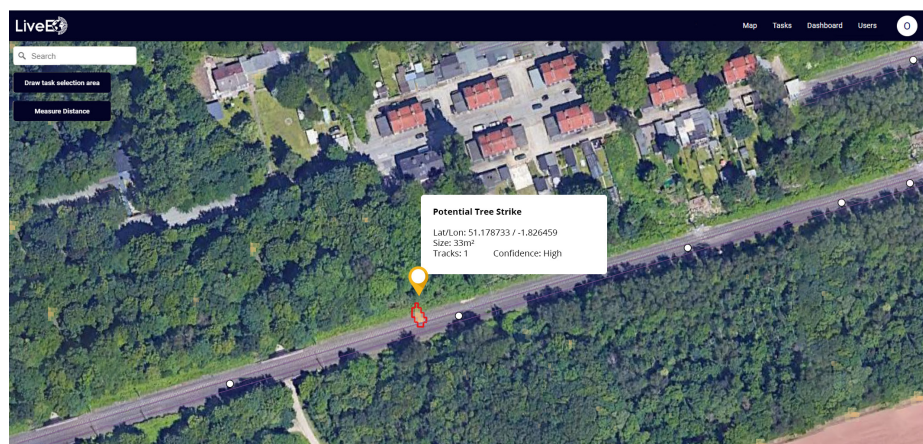 LiveEO
Map Tasks Dashboard Users O
Search
Draw task selection area
Measure Distance
Potential Tree Strike
Lat/Lon: 51.178733 / -1.826459
Size: 33m²
Tracks: 1 Confidence: High